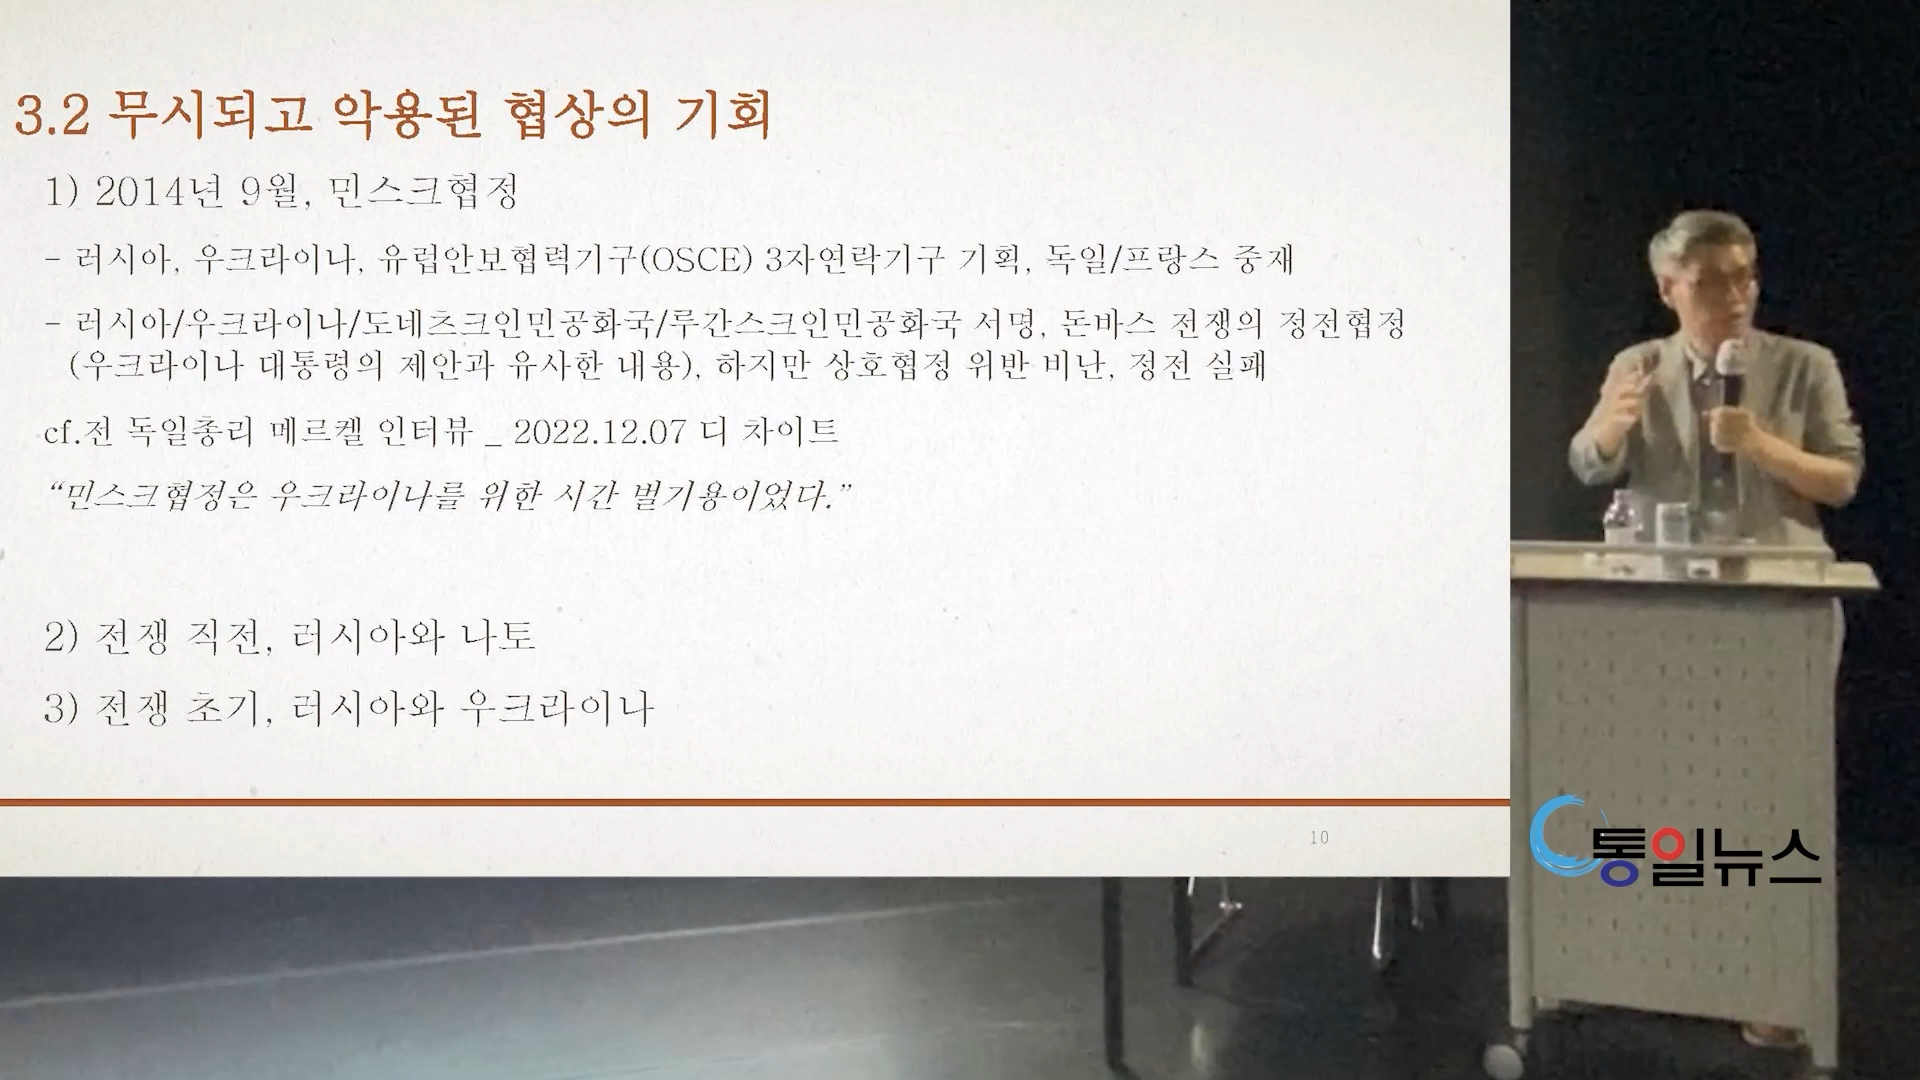 3.2 무시되고 악용된 협상의 기회
1) 2014년 9월, 민스크협정
- 러시아, 우크라이나, 유럽안보협력기구(OSCE) 3자연락기구 기획, 독일/프랑스 중재
- 러시아/우크라이나/도네츠크인민공화국/루간스크인민공화국 서명, 돈바스 전쟁의 정전협정
(우크라이나 대통령의 제안과 유사한 내용), 하지만 상호협정 위반 비난, 정전 실패
cf.전 독일총리 메르켈 인터뷰 _ 2022.12.07 디 차이트
“민스크협정은 우크라이나를 위한 시간 벌기용이었다.”
2) 전쟁 직전, 러시아와 나토
3) 전쟁 초기, 러시아와 우크라이나
10
통일뉴스